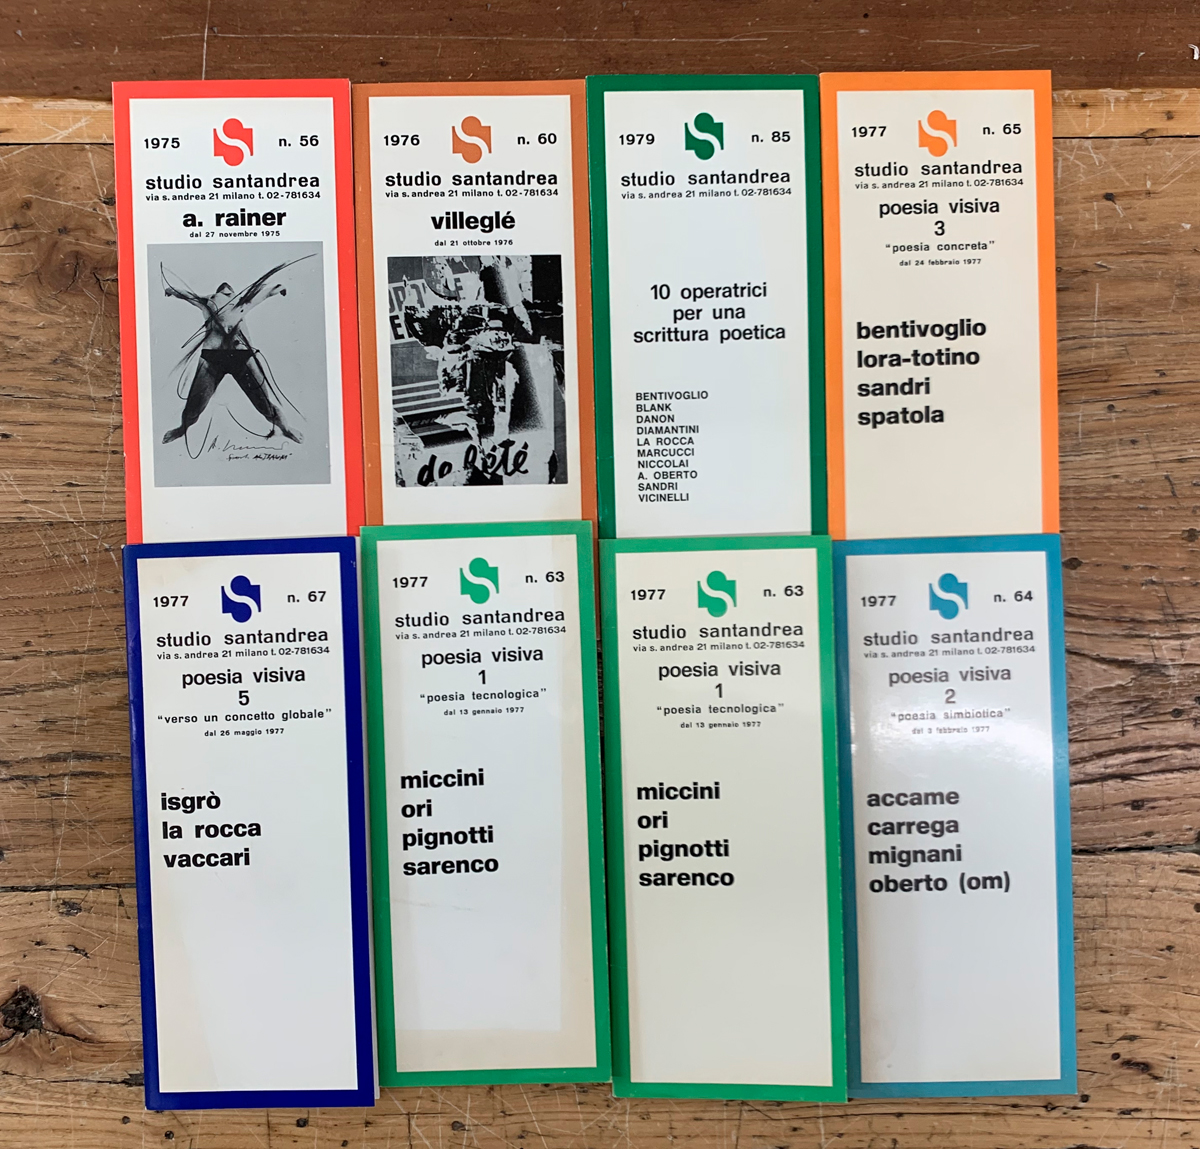 1975 n. 56
studio santandrea
via s. andrea 21 milano t. 02-781634
a. rainer
dal 27 novembre 1975
1976 n. 60
studio santandrea
via s. andrea 21 milano t. 02-781634
villeglé
dal 21 ottobre 1976
de l'été
1979 n. 85
studio santandrea
via s. andrea 21 milano t. 02-781634
10 operatrici
per una
scrittura poetica
BENTIVOGLIO
BLANK
DANON
DIAMANTINI
LA ROCCA
MARCUCCI
NICCOLAI
A. OBERTO
SANDRI
VICINELLI
1977 n. 65
studio santandrea
via s. andrea 21 milano t. 02-781634
poesia visiva
3
"poesia concreta"
dal 24 febbraio 1977
bentivoglio
lora-totino
sandri
spatola
1977 n. 67
studio santandrea
via s. andrea 21 milano t. 02-781634
poesia visiva
5
"verso un concetto globale"
dal 26 maggio 1977
isgrò
la rocca
vaccari
1977 n. 63
studio santandrea
via s. andrea 21 milano t. 02-781634
poesia visiva
1
"poesia tecnologica"
dal 13 gennaio 1977
miccini
ori
pignotti
sarenco
1977 n. 63
studio santandrea
via s. andrea 21 milano t. 02-781634
poesia visiva
1
"poesia tecnologica"
dal 13 gennaio 1977
miccini
ori
pignotti
sarenco
1977 n. 64
studio santandrea
via s. andrea 21 milano t. 02-781634
poesia visiva
2
"poesia simbiotica"
dal 3 febbraio 1977
accame
carrega
mignani
oberto (om)